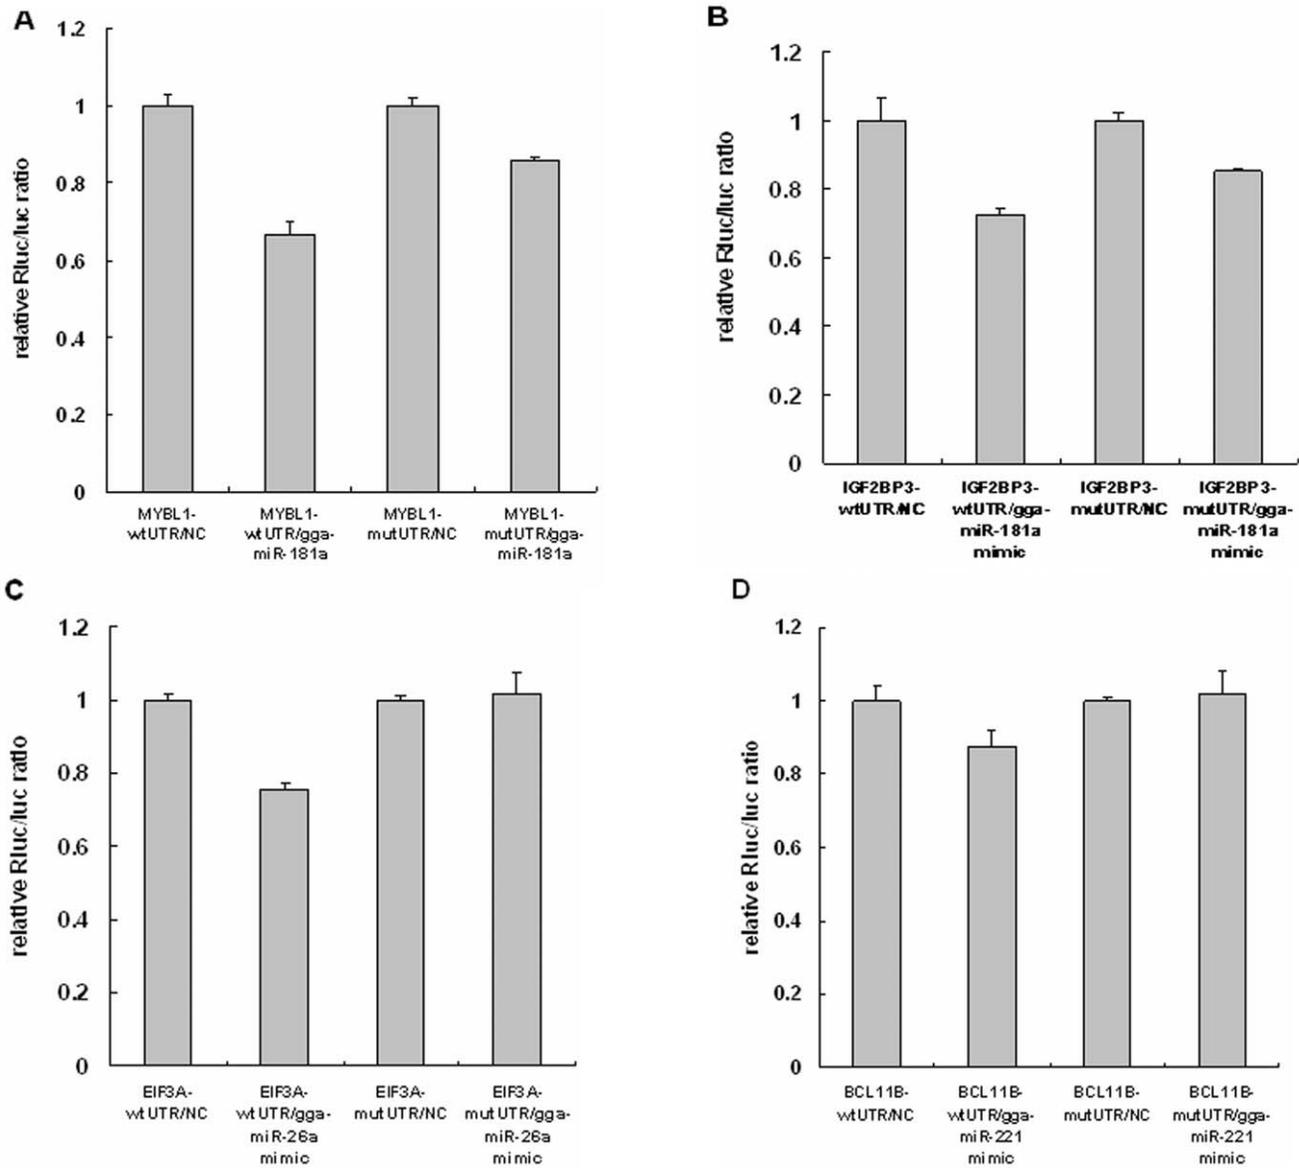 A
1.2
1
0.8
0.6
0.4
0.2
0
relative Rluc/luc ratio
MYBL1-
wtUTR/NC
MYBL1-
wtUTR/gga-
miR-181a
MYBL1-
mutUTR/NC
MYBL1-
mutUTR/gga-
miR-181a
B
1.2
1
0.8
0.6
0.4
0.2
0
relative Rluc/luc ratio
IGF2BP3-
wtUTR/NC
IGF2BP3-
wtUTR/gga-
miR-181a
mimic
IGF2BP3-
mutUTR/NC
IGF2BP3-
mutUTR/gga-
miR-181a
mimic
C
1.2
1
0.8
0.6
0.4
0.2
0
relative Rluc/luc ratio
EIF3A-
wtUTR/NC
EIF3A-
wtUTR/gga-
miR-26a
mimic
EIF3A-
mutUTR/NC
EIF3A-
mutUTR/gga-
miR-26a
mimic
D
1.2
1
0.8
0.6
0.4
0.2
0
relative Rluc/luc ratio
BCL11B-
wtUTR/NC
BCL11B-
wtUTR/gga-
miR-221
mimic
BCL11B-
mutUTR/NC
BCL11B-
mutUTR/gga-
miR-221
mimic